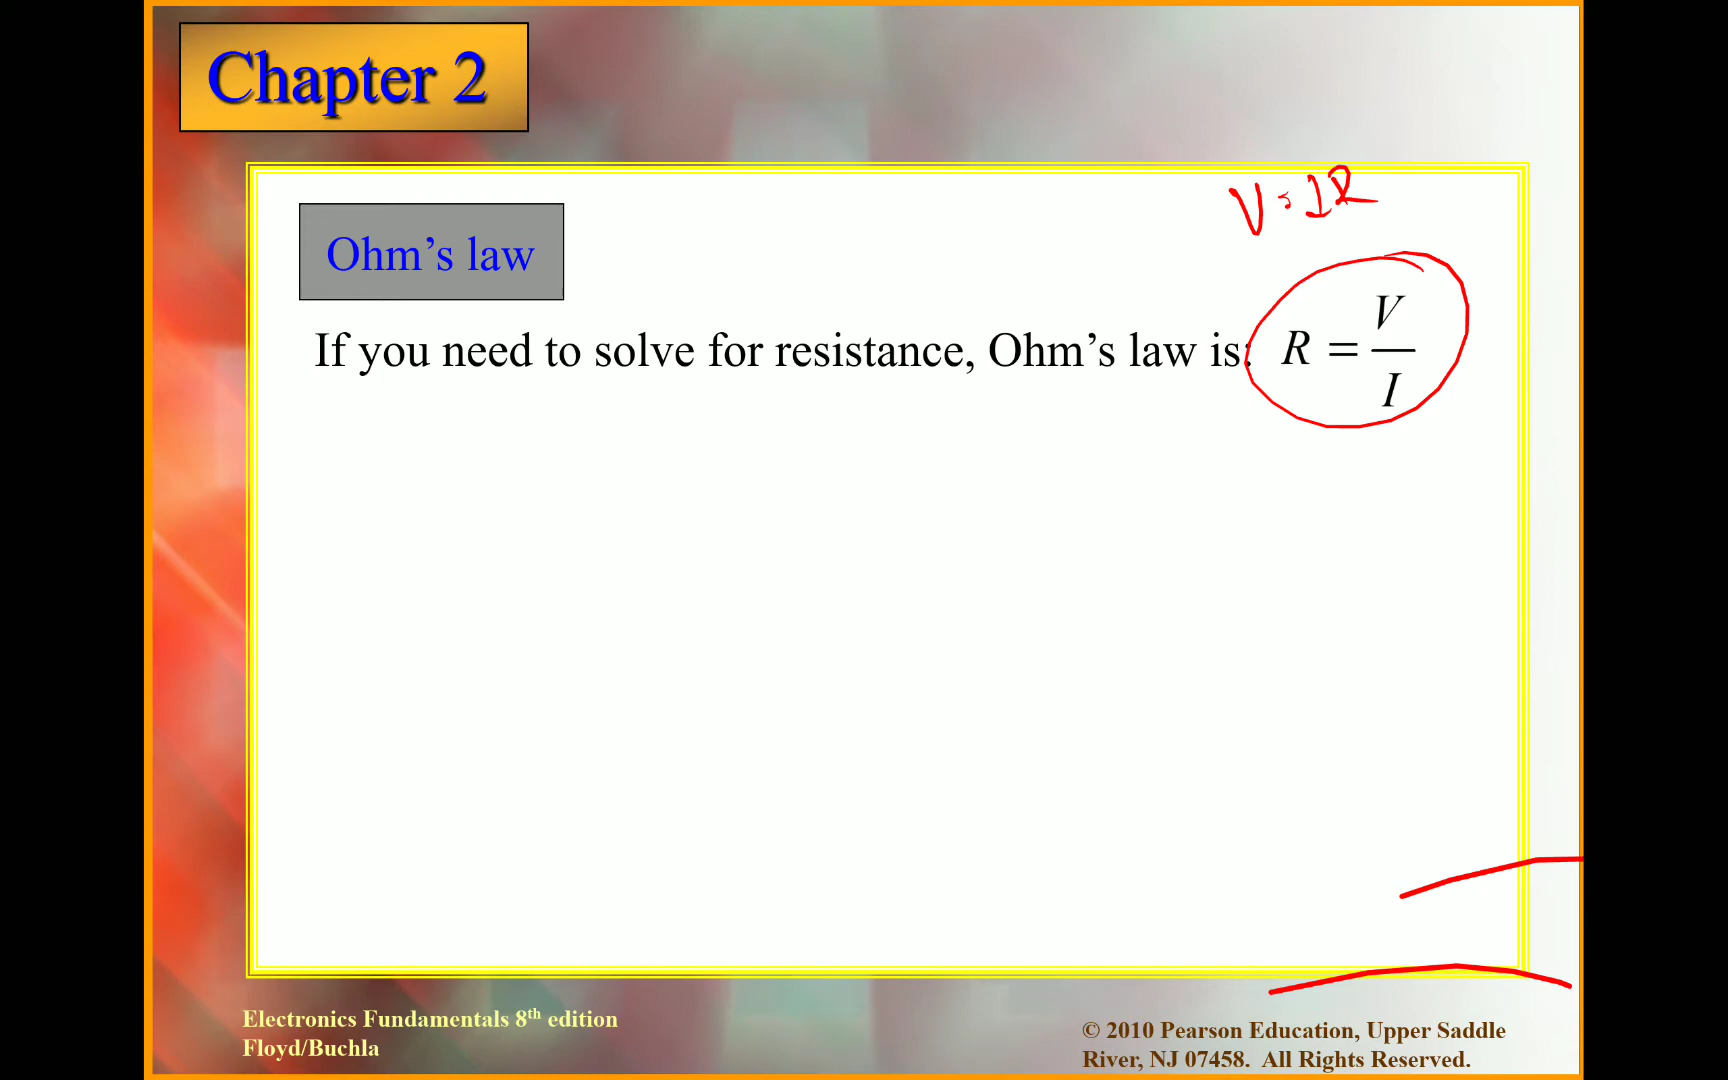 Chapter 2
V = IR
Ohm’s law
If you need to solve for resistance, Ohm’s law is: R = V/I
Electronics Fundamentals 8th edition
Floyd/Buchla
© 2010 Pearson Education, Upper Saddle
River, NJ 07458. All Rights Reserved.